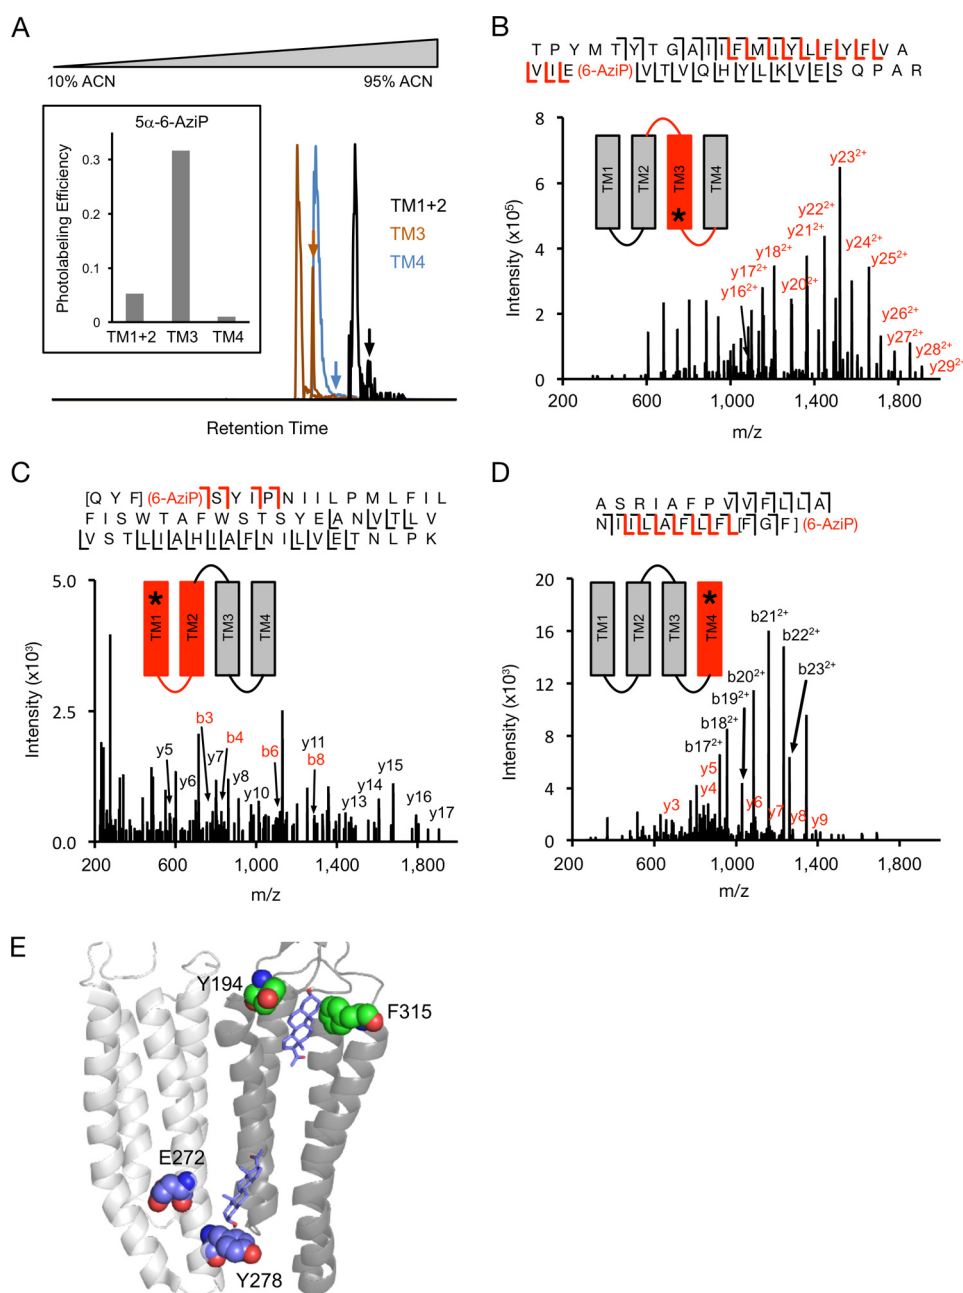 A
10% ACN
95% ACN
5α-6-AziP
Photolabeling Efficiency
0.3
0.1
0
TM1+2
TM3
TM4
TM1+2
TM3
TM4
Retention Time
B
T P Y M T Y T G A I I F M I Y L F Y F V A
V I E (6-AziP) V T V Q H Y L K V E S Q P A R
Intensity (x10⁵)
8
6
4
2
0
TM1
TM2
TM3
*
TM4
y16²⁺
y17²⁺
y18²⁺
y20²⁺
y21²⁺
y22²⁺
y23²⁺
y24²⁺
y25²⁺
y26²⁺
y27²⁺
y28²⁺
y29²⁺
200
600
1,000
1,400
1,800
m/z
C
[Q Y F] (6-AziP) S Y I P N I I L P M L F I L
F I S W T A F W S T S Y E A N V T L V
V S T L I A H I A F N I L V E T N L P K
Intensity (x10³)
5.0
2.5
0.0
*
TM1
TM2
TM3
TM4
y5
y6
b3
y7
b4
y8
y10
b6
y11
b8
y13
y14
y15
y16
y17
200
600
1,000
1,400
1,800
m/z
D
A S R I A F P V V F L L A
N I I L A F L F [F G F] (6-AziP)
Intensity (x10³)
20
16
12
8
4
0
TM1
TM2
TM3
*
TM4
b17²⁺
b18²⁺
b19²⁺
b20²⁺
b21²⁺
b22²⁺
b23²⁺
y3
y4
y5
y6
y7
y8
y9
200
600
1,000
1,400
1,800
m/z
E
Y194
F315
E272
Y278